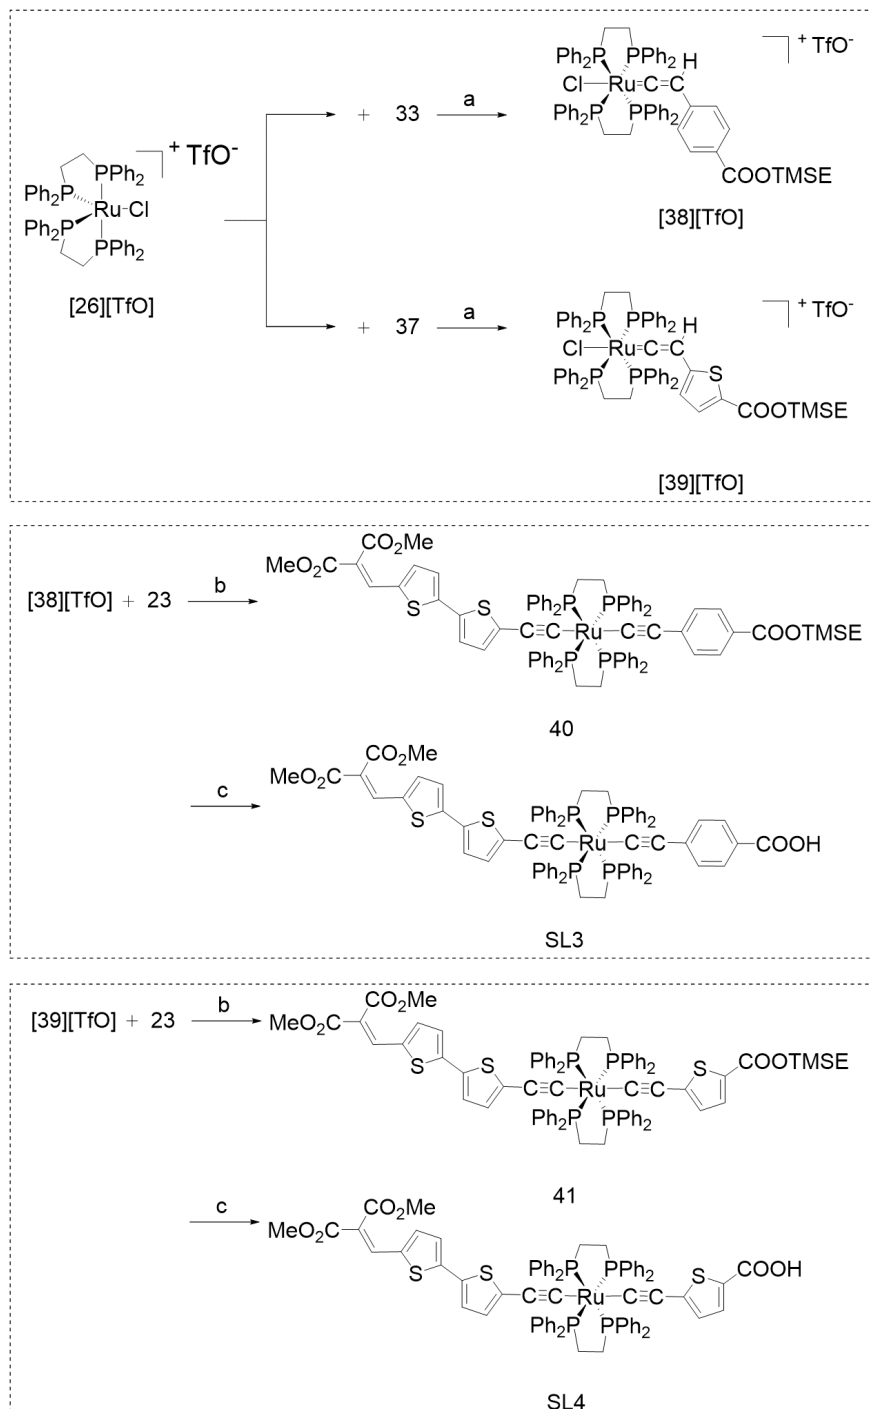 Ph2P PPh2 H ⁤+ TfO-
Cl—Ru=C=C
Ph2P PPh2
+ 33 a
COOTMSE
[38][TfO]
+ TfO-
PPh2
Ph2P
Ru-Cl
Ph2P
PPh2
[26][TfO]
+ 37 a
Ph2P PPh2 H + TfO-
Cl—Ru=C=C
Ph2P PPh2 S
COOTMSE
[39][TfO]
CO2Me
MeO2C
[38][TfO] + 23 b
S S Ph2P PPh2
C≡C—Ru—C≡C COOTMSE
Ph2P PPh2
40
CO2Me
MeO2C
c
S S Ph2P PPh2
C≡C—Ru—C≡C COOH
Ph2P PPh2
SL3
CO2Me
[39][TfO] + 23 b MeO2C
S S Ph2P PPh2 S COOTMSE
C≡C—Ru—C≡C
Ph2P PPh2
41
CO2Me
c MeO2C
S S Ph2P PPh2 S COOH
C≡C—Ru—C≡C
Ph2P PPh2
SL4